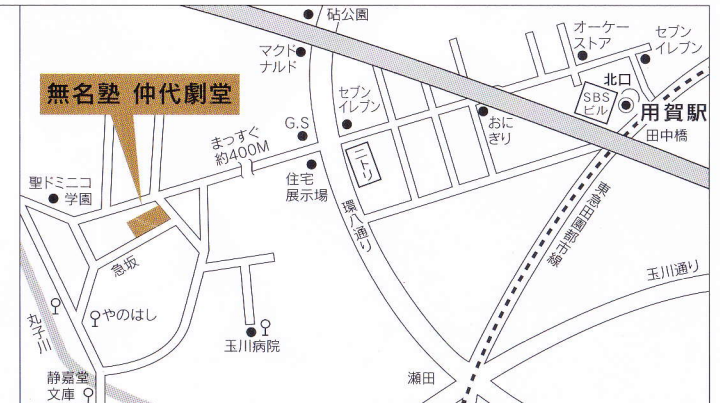 砧公園
マクド
ナルド
オーケー
ストア
セブン
イレブン
北口
SBS
ビル
用賀駅
田中橋
無名塾 仲代劇堂
セブン
イレブン
おに
ぎり
G.S
まっすぐ
約400M
ニトリ
住宅
展示場
聖ドミニコ
学園
環八通り
東急田園都市線
急坂
玉川通り
やのはし
丸子川
玉川病院
静嘉堂
文庫
瀬田